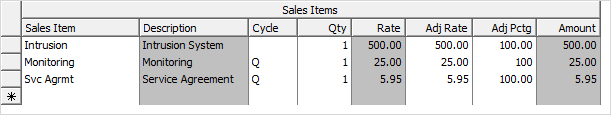 Sales Items
Sales Item Description Cycle Qty Rate Adj Rate Adj Pctg Amount
Intrusion Intrusion System 1 500.00 500.00 100.00 500.00
Monitoring Monitoring Q 1 25.00 25.00 100 25.00
Svc Agrmt Service Agreement Q 1 5.95 5.95 100.00 5.95